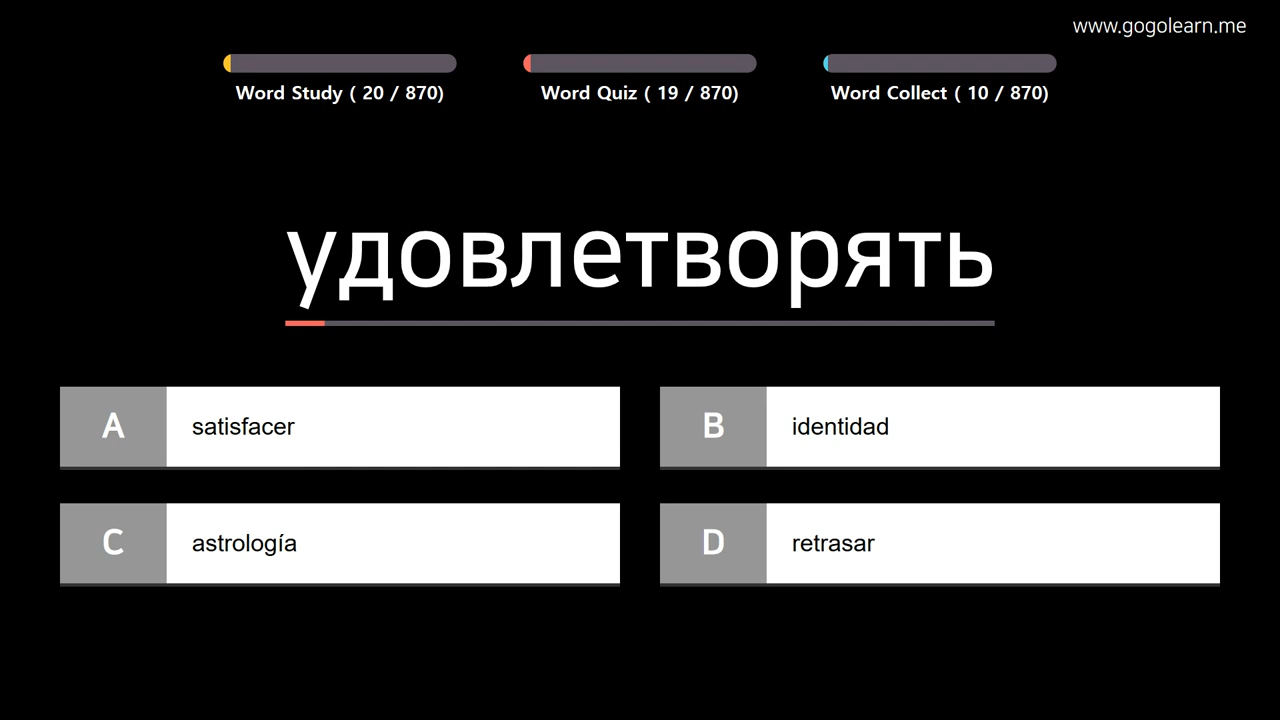 www.gogolearn.me
Word Study ( 20 / 870)
Word Quiz ( 19 / 870)
Word Collect ( 10 / 870)
удовлетворять
A satisfacer
B identidad
C astrología
D retrasar